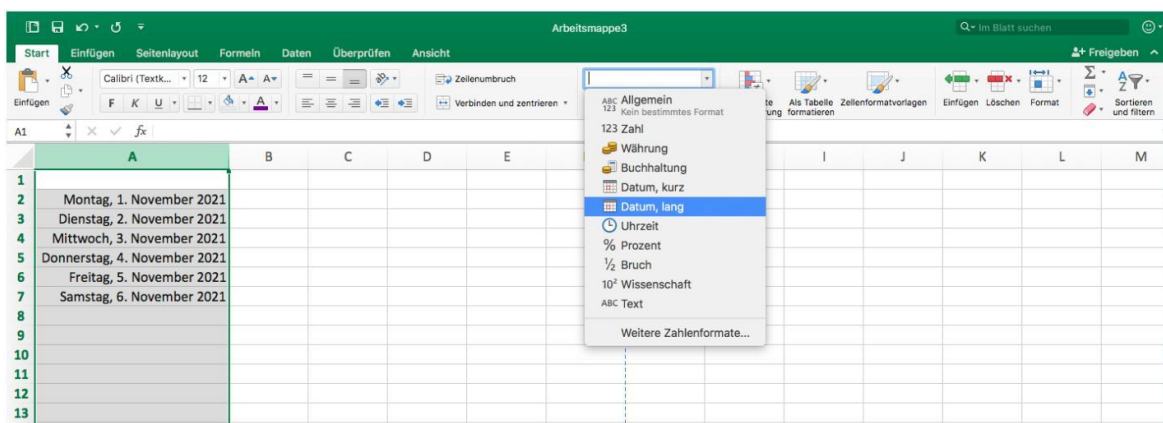 Arbeitsmappe3
Im Blatt suchen
Start Einfügen Seitenlayout Formeln Daten Überprüfen Ansicht
Freigeben
Einfügen
Calibri (Textk... 12 A A
F K U A
Zeilenumbruch
Verbinden und zentrieren
Als Tabelle formatieren
Zellenformatvorlagen
Einfügen Löschen Format
Sortieren und filtern
A1 fx
A B C D E I J K L M
1
2 Montag, 1. November 2021
3 Dienstag, 2. November 2021
4 Mittwoch, 3. November 2021
5 Donnerstag, 4. November 2021
6 Freitag, 5. November 2021
7 Samstag, 6. November 2021
8
9
10
11
12
13
ABC 123 Allgemein
Kein bestimmtes Format
123 Zahl
Währung
Buchhaltung
Datum, kurz
Datum, lang
Uhrzeit
% Prozent
½ Bruch
10² Wissenschaft
ABC Text
Weitere Zahlenformate...